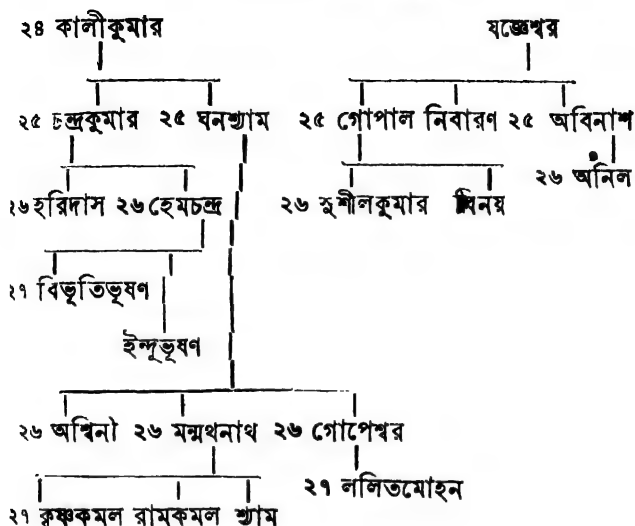 ২৪ কালীকুমার যজ্ঞেশ্বর
২৫ চন্দ্রকুমার ২৫ ঘনশ্যাম ২৫ গোপাল নিবারণ ২৫ অবিনাশ
২৬ হরিদাস ২৬ হেমচন্দ্র ২৬ সুশীলকুমার বিনয় ২৬ অনিল
২৭ বিভূতিভূষণ
ইন্দুভূষণ
২৬ অশ্বিনী ২৬ মন্মথনাথ ২৬ গোপেশ্বর
২৭ ললিতমোহন
২৭ কৃষ্ণকমল রামকমল শ্যাম